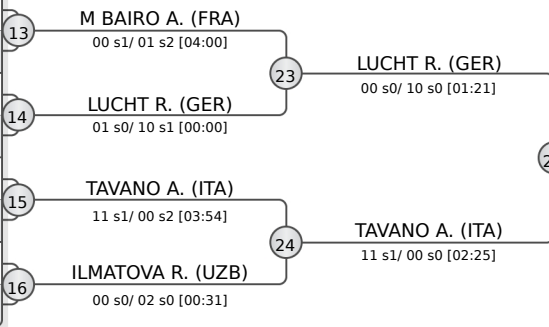 13
M BAIRO A. (FRA)
00 s1/ 01 s2 [04:00]
23
LUCHT R. (GER)
00 s0/ 10 s0 [01:21]
14
LUCHT R. (GER)
01 s0/ 10 s1 [00:00]
15
TAVANO A. (ITA)
11 s1/ 00 s2 [03:54]
24
TAVANO A. (ITA)
11 s1/ 00 s0 [02:25]
16
ILMATOVA R. (UZB)
00 s0/ 02 s0 [00:31]